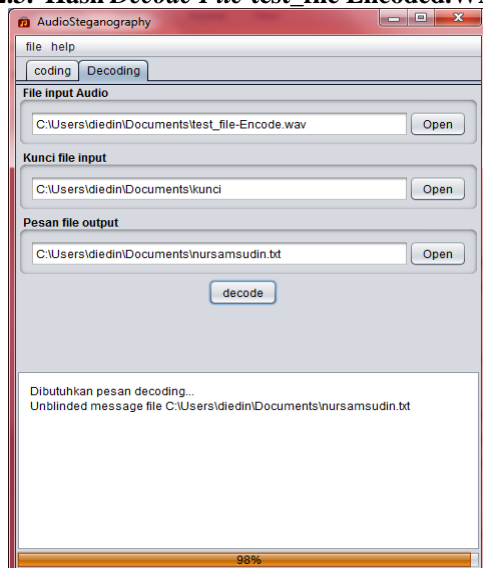 AudioSteganography
file help
coding Decoding
File input Audio
C:\Users\diedin\Documents\test_file-Encode.wav Open
Kunci file input
C:\Users\diedin\Documents\kunci Open
Pesan file output
C:\Users\diedin\Documents\nursamsudin.txt Open
decode
Dibutuhkan pesan decoding...
Unblinded message file C:\Users\diedin\Documents\nursamsudin.txt
98%